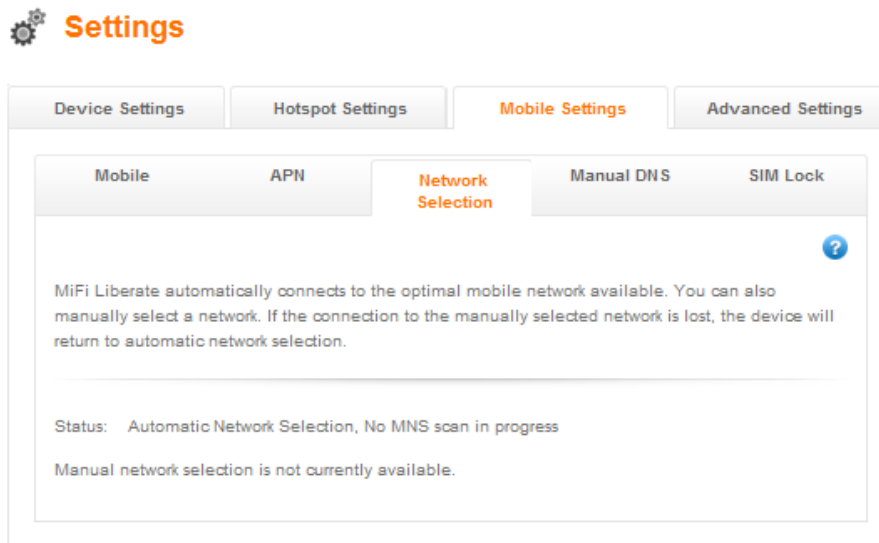 Settings
Device Settings
Hotspot Settings
Mobile Settings
Advanced Settings
Mobile
APN
Network
Selection
Manual DNS
SIM Lock
?
MiFi Liberate automatically connects to the optimal mobile network available. You can also
manually select a network. If the connection to the manually selected network is lost, the device will
return to automatic network selection.
Status: Automatic Network Selection, No MNS scan in progress
Manual network selection is not currently available.